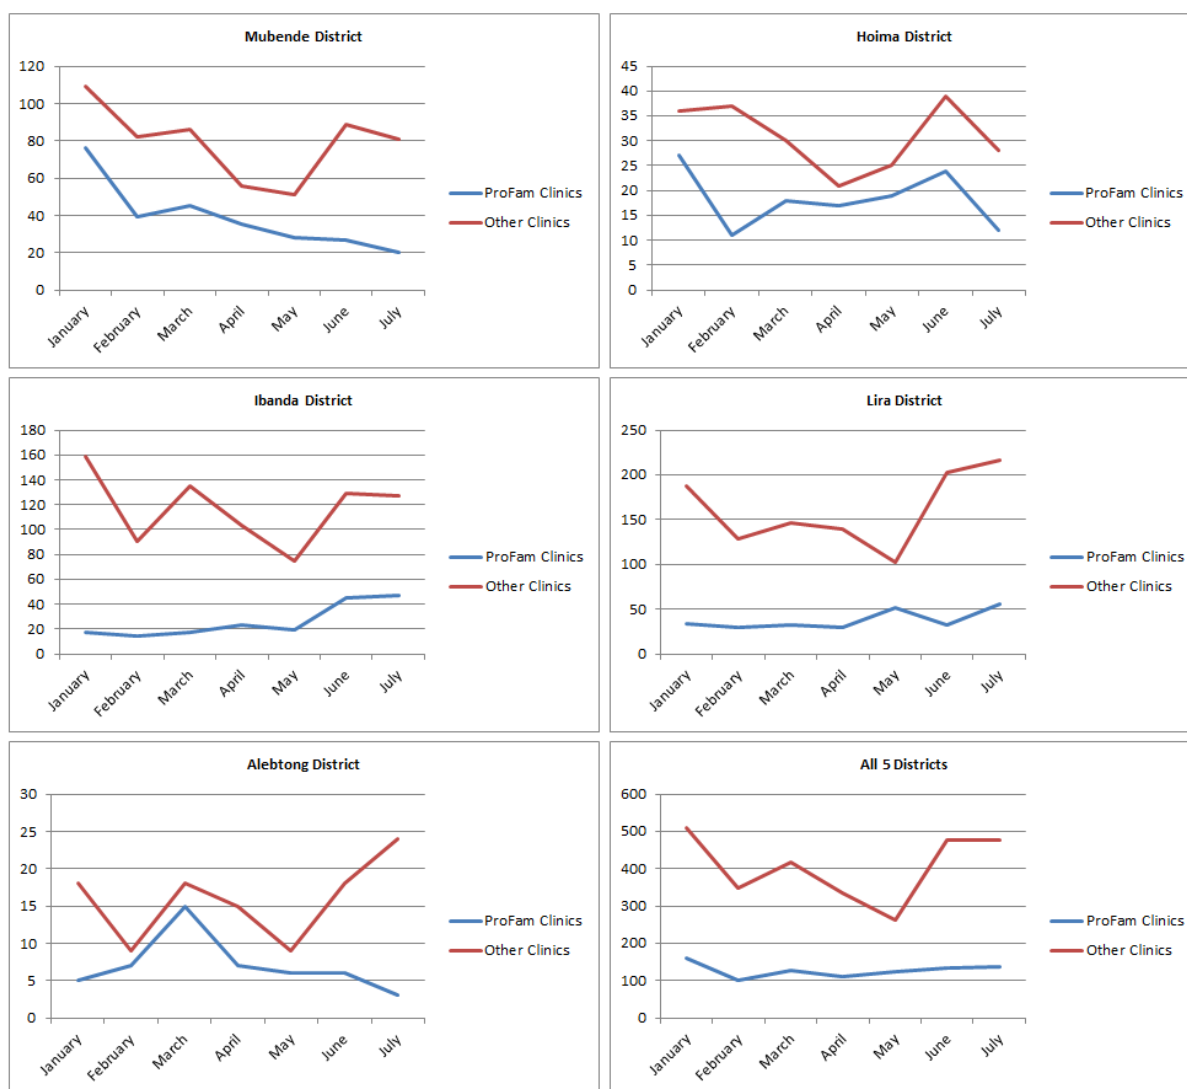 Mubende District
120
100
80
60
40
20
0
January
February
March
April
May
June
July
ProFam Clinics
Other Clinics
Hoima District
45
40
35
30
25
20
15
10
5
0
January
February
March
April
May
June
July
ProFam Clinics
Other Clinics
Ibanda District
180
160
140
120
100
80
60
40
20
0
January
February
March
April
May
June
July
ProFam Clinics
Other Clinics
Lira District
250
200
150
100
50
0
January
February
March
April
May
June
July
ProFam Clinics
Other Clinics
Alebtong District
30
25
20
15
10
5
0
January
February
March
April
May
June
July
ProFam Clinics
Other Clinics
All 5 Districts
600
500
400
300
200
100
0
January
February
March
April
May
June
July
ProFam Clinics
Other Clinics